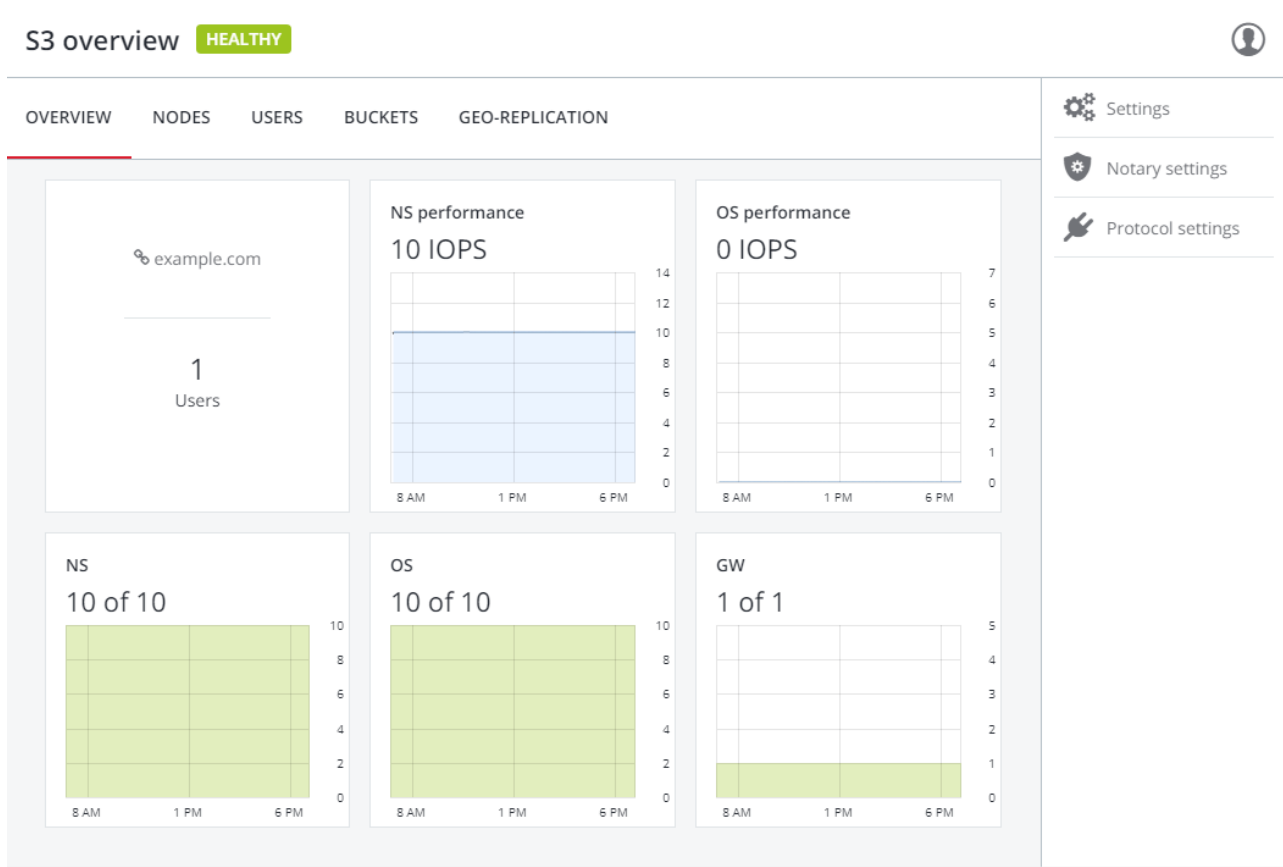 S3 overview HEALTHY
OVERVIEW NODES USERS BUCKETS GEO-REPLICATION
Settings
Notary settings
Protocol settings
example.com
1
Users
NS performance
10 IOPS
14
12
10
8
6
4
2
0
8 AM 1 PM 6 PM
OS performance
0 IOPS
7
6
5
4
3
2
1
0
8 AM 1 PM 6 PM
NS
10 of 10
10
8
6
4
2
0
8 AM 1 PM 6 PM
OS
10 of 10
10
8
6
4
2
0
8 AM 1 PM 6 PM
GW
1 of 1
5
4
3
2
1
0
8 AM 1 PM 6 PM